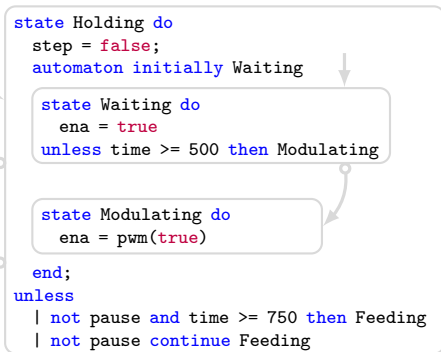 state Holding do
step = false;
automaton initially Waiting
state Waiting do
ena = true
unless time >= 500 then Modulating
state Modulating do
ena = pwm(true)
end;
unless
| not pause and time >= 750 then Feeding
| not pause continue Feeding